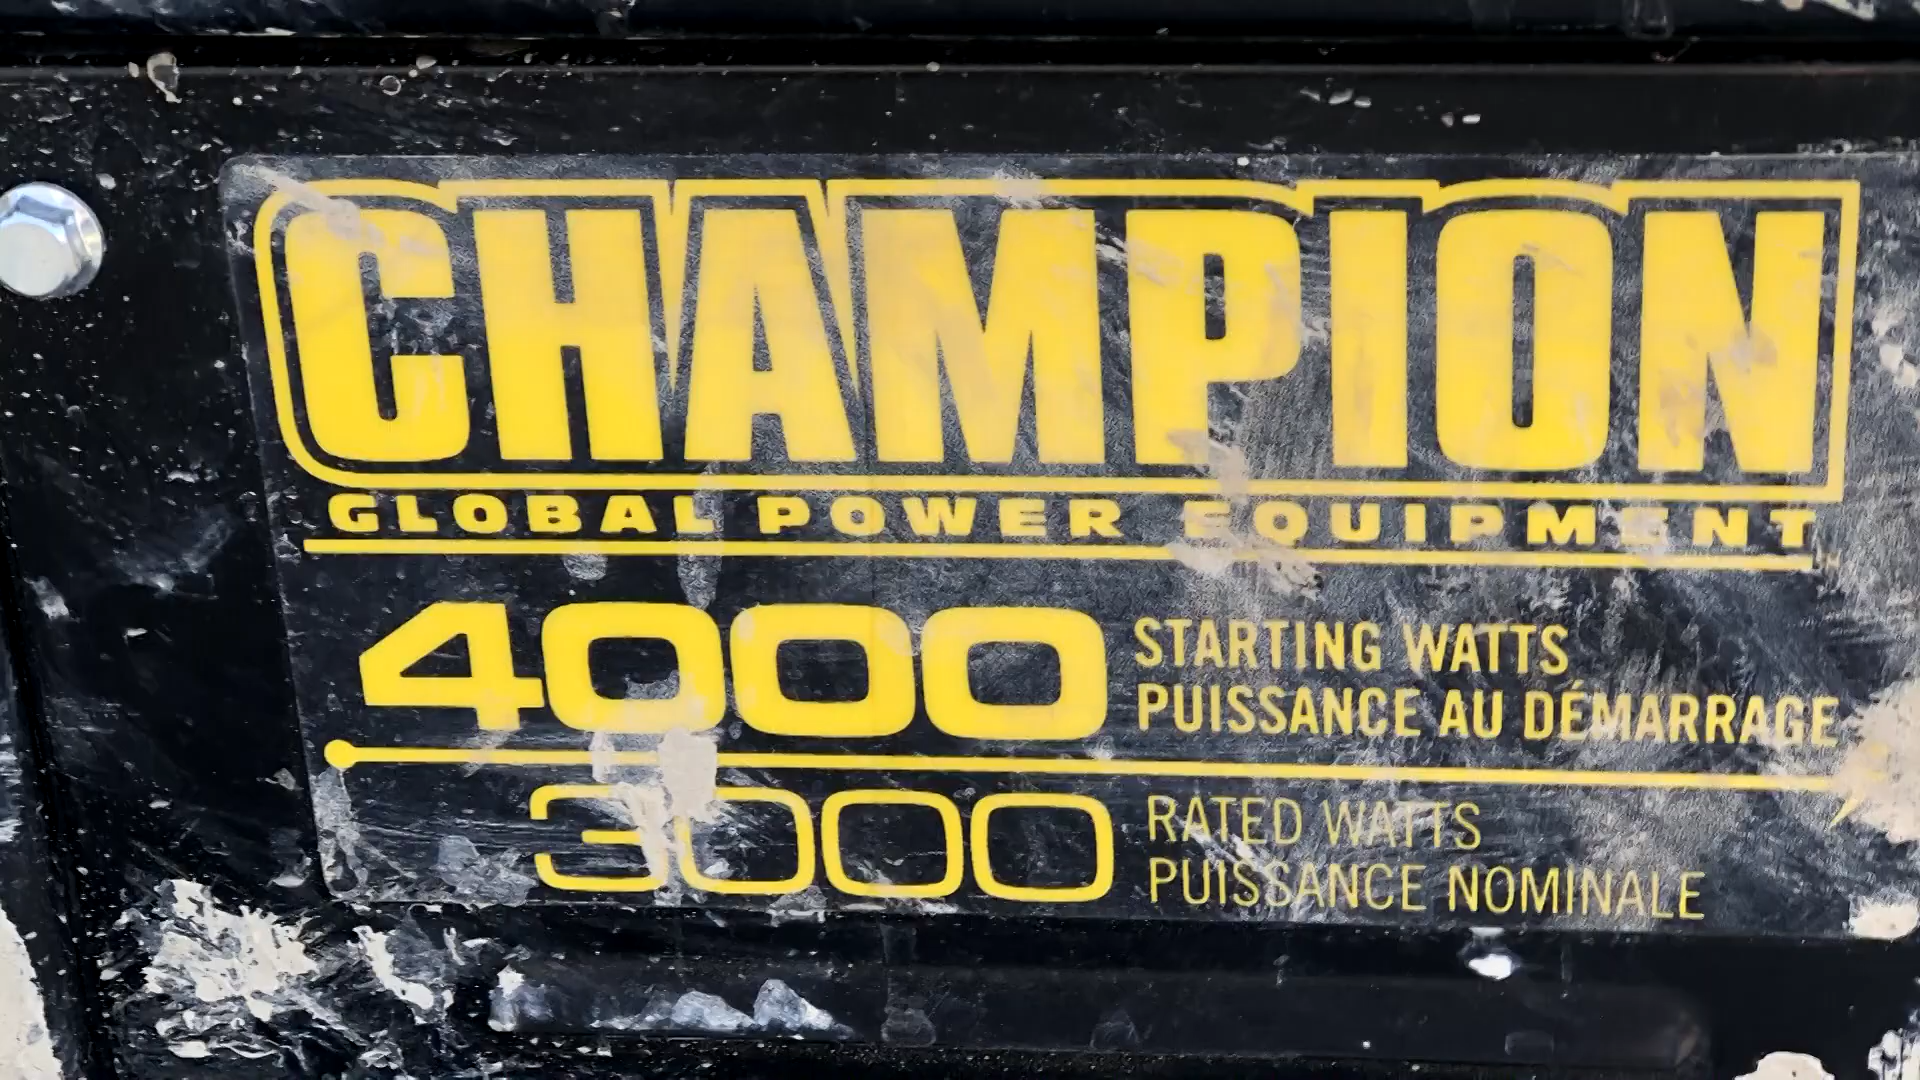 CHAMPION
GLOBAL POWER EQUIPMENT
4000 STARTING WATTS
PUISSANCE AU DÉMARRAGE
3000 RATED WATTS
PUISSANCE NOMINALE